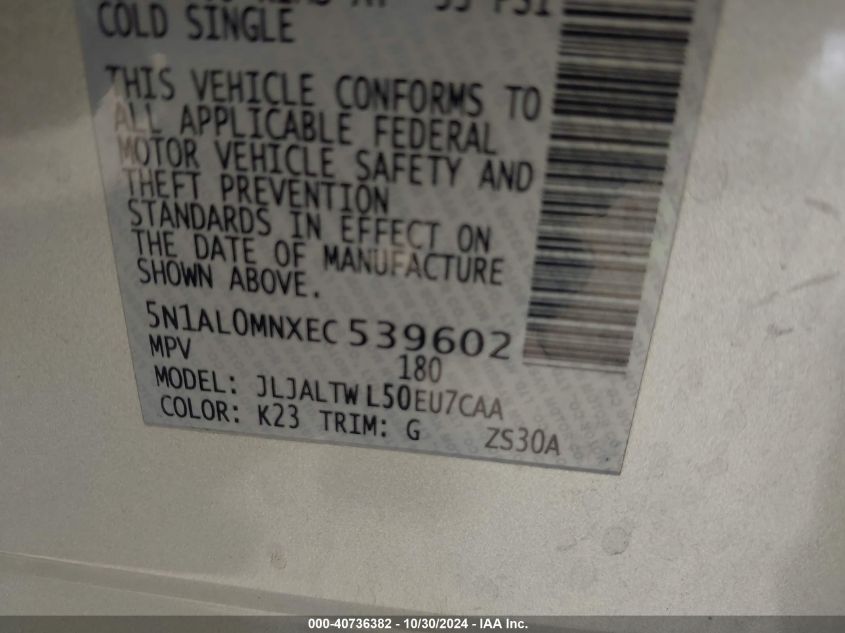 COLD SINGLE
THIS VEHICLE CONFORMS TO
ALL APPLICABLE FEDERAL
MOTOR VEHICLE SAFETY AND
THEFT PREVENTION
STANDARDS IN EFFECT ON
THE DATE OF MANUFACTURE
SHOWN ABOVE.
5N1AL0MNXEC539602
MPV 180
MODEL: JLJALTWL50EU7CAA
COLOR: K23 TRIM: G ZS30A
000-40736382 - 10/30/2024 - IAA Inc.